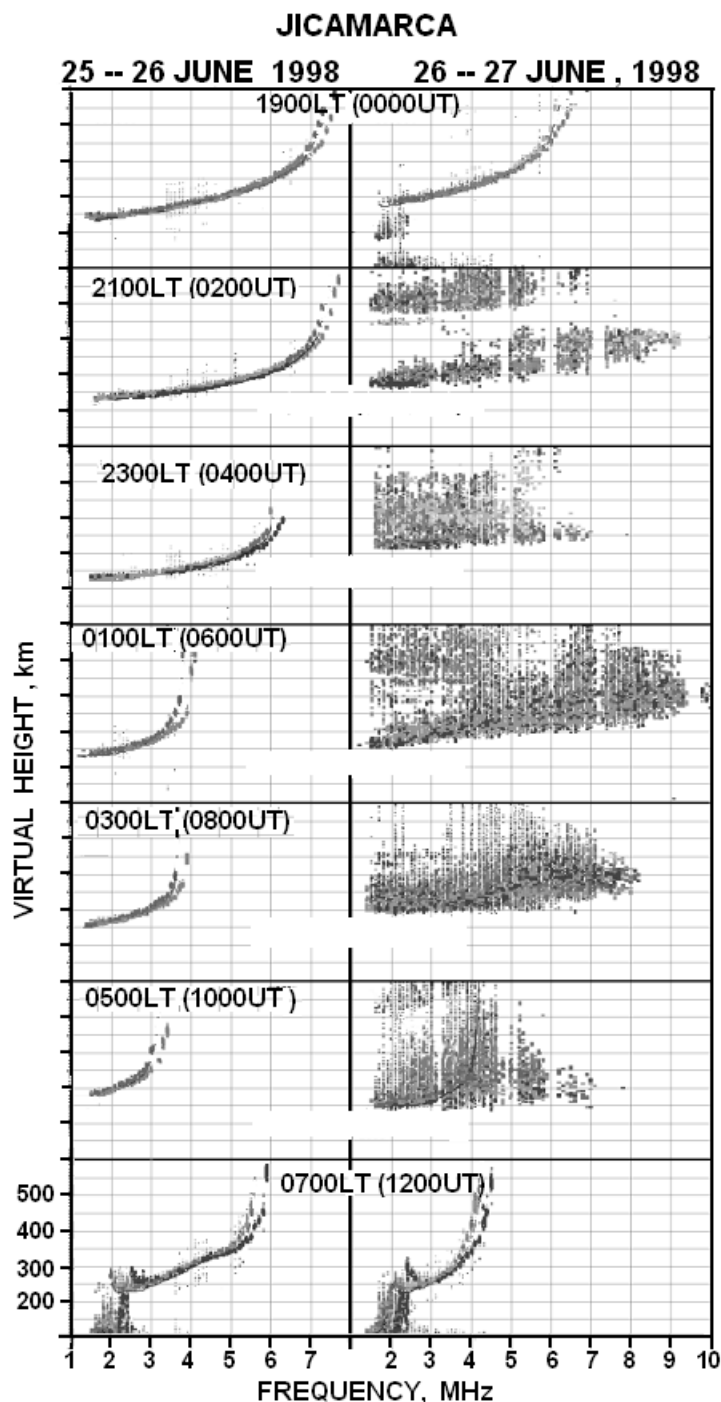 JICAMARCA
25 -- 26 JUNE 1998 26 -- 27 JUNE , 1998
1900LT (0000UT)
2100LT (0200UT)
2300LT (0400UT)
0100LT (0600UT)
0300LT (0800UT)
0500LT (1000UT )
0700LT (1200UT)
VIRTUAL HEIGHT , km
500
400
300
200
1 2 3 4 5 6 7 2 3 4 5 6 7 8 9 10
FREQUENCY, MHz